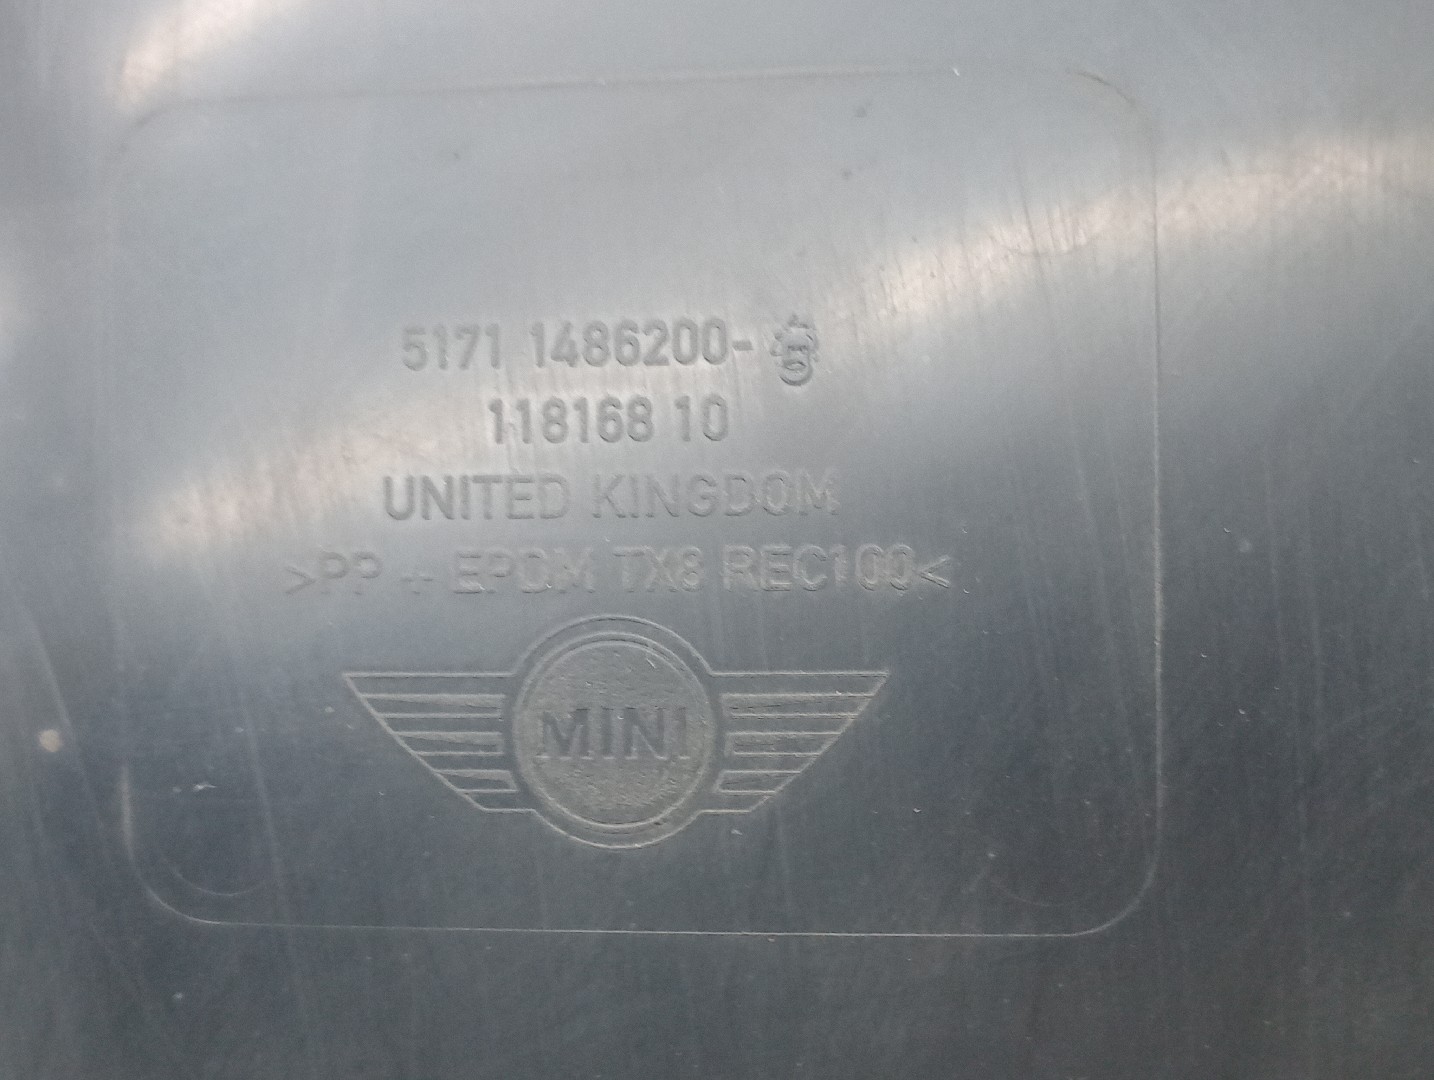 5171 1486200-
118168 10
UNITED KINGDOM
>PP + EPDM TX8 REC100<
MINI